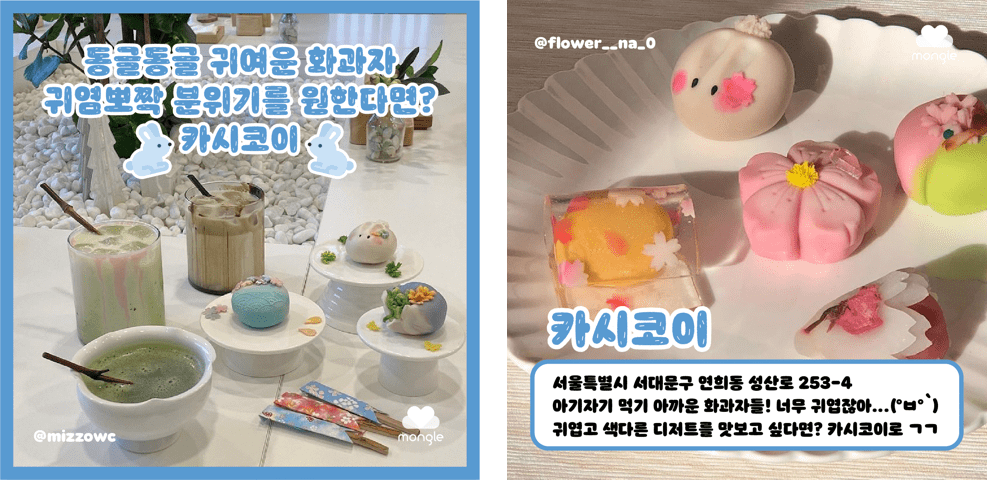 동글동글 귀여운 화과자
귀염뽀짝 분위기를 원한다면?
카시코이
@mizzowc
mongle
@flower__na_0
mongle
카시코이
서울특별시 서대문구 연희동 성산로 253-4
아기자기 먹기 아까운 화과자들! 너무 귀엽잖아...(°ㅂ°`)
귀엽고 색다른 디저트를 맛보고 싶다면? 카시코이로 ㄱㄱ